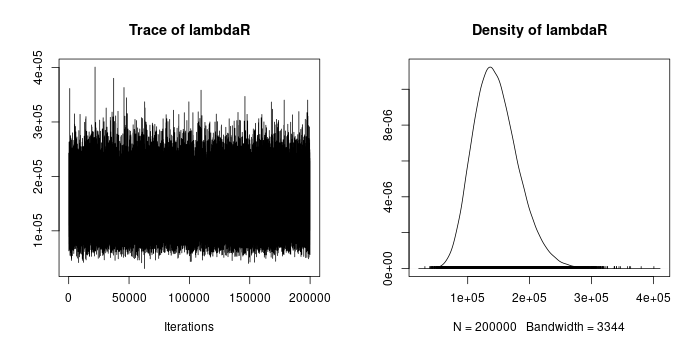 Trace of lambdaR
4e+05
3e+05
2e+05
1e+05
0 50000 100000 150000 200000
Iterations
Density of lambdaR
8e-06
4e-06
0e+00
1e+05 2e+05 3e+05 4e+05
N = 200000 Bandwidth = 3344